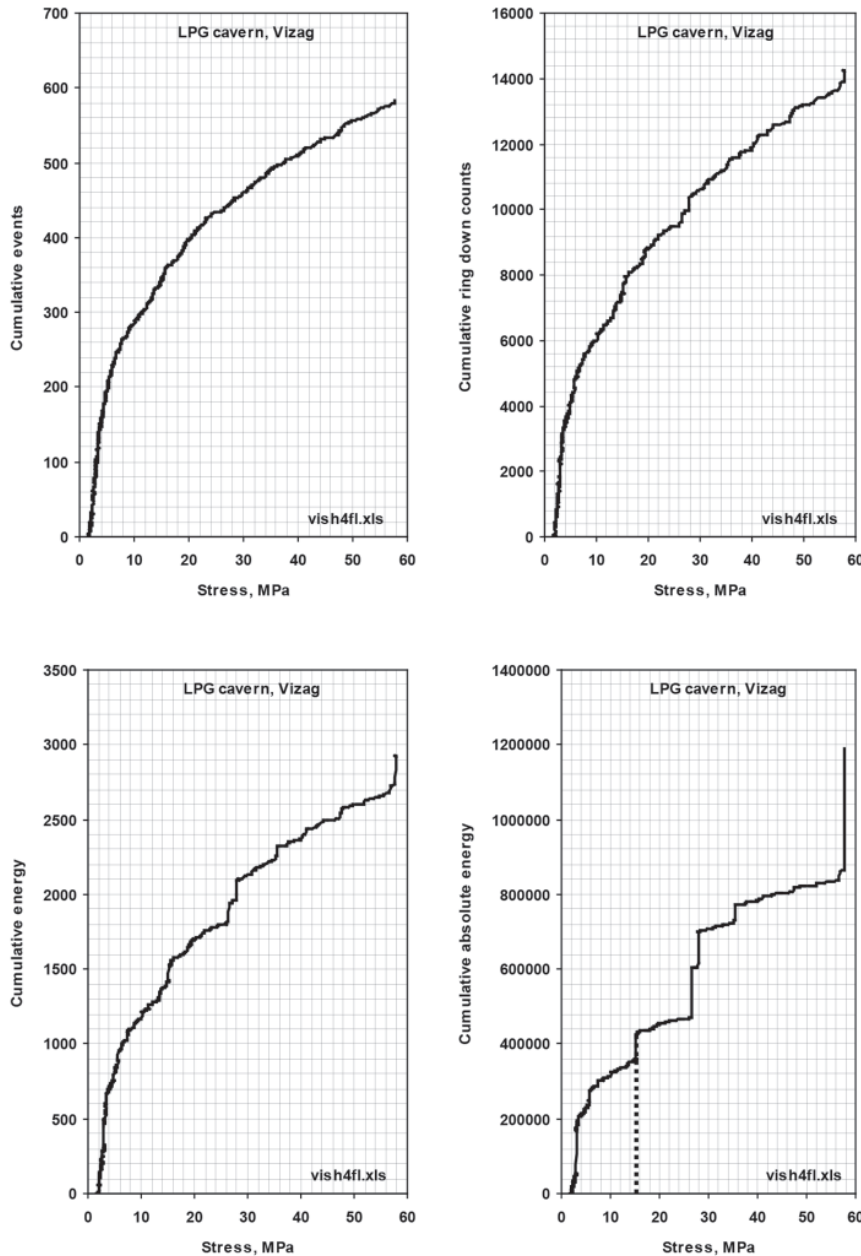 LPG cavern, Vizag
Cumulative events
700
600
500
400
300
200
100
0
vish4fl.xls
0 10 20 30 40 50 60
Stress, MPa
LPG cavern, Vizag
Cumulative ring down counts
16000
14000
12000
10000
8000
6000
4000
2000
0
vish4fl.xls
0 10 20 30 40 50 60
Stress, MPa
LPG cavern, Vizag
Cumulative energy
3500
3000
2500
2000
1500
1000
500
0
vish4fl.xls
0 10 20 30 40 50 60
Stress, MPa
LPG cavern, Vizag
Cumulative absolute energy
1400000
1200000
1000000
800000
600000
400000
200000
0
vish4fl.xls
0 10 20 30 40 50 60
Stress, MPa